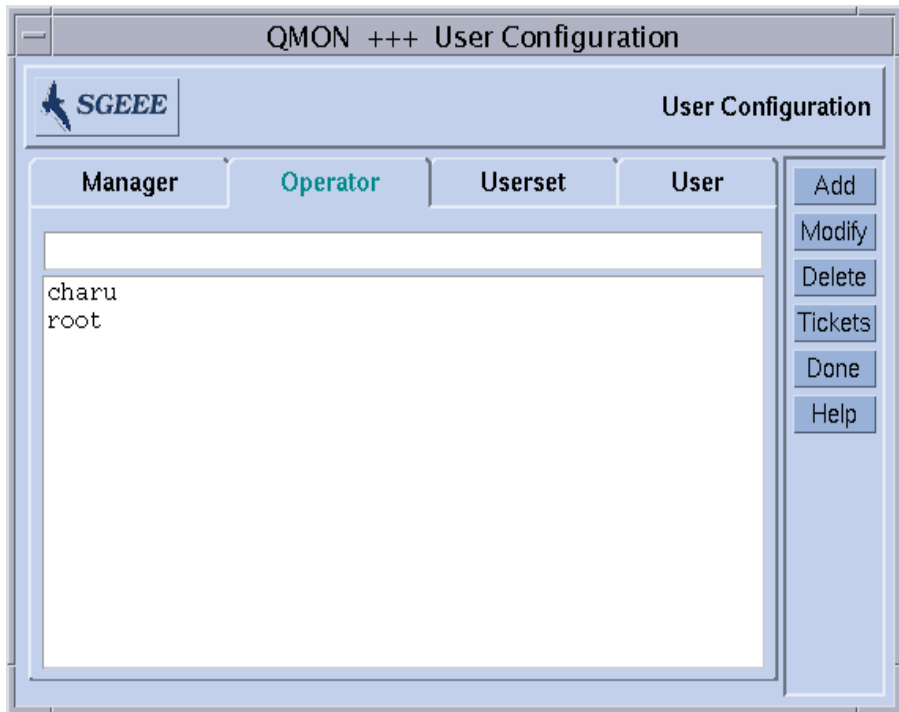 QMON +++ User Configuration
SGEEE
User Configuration
Manager Operator Userset User
charu
root
Add
Modify
Delete
Tickets
Done
Help